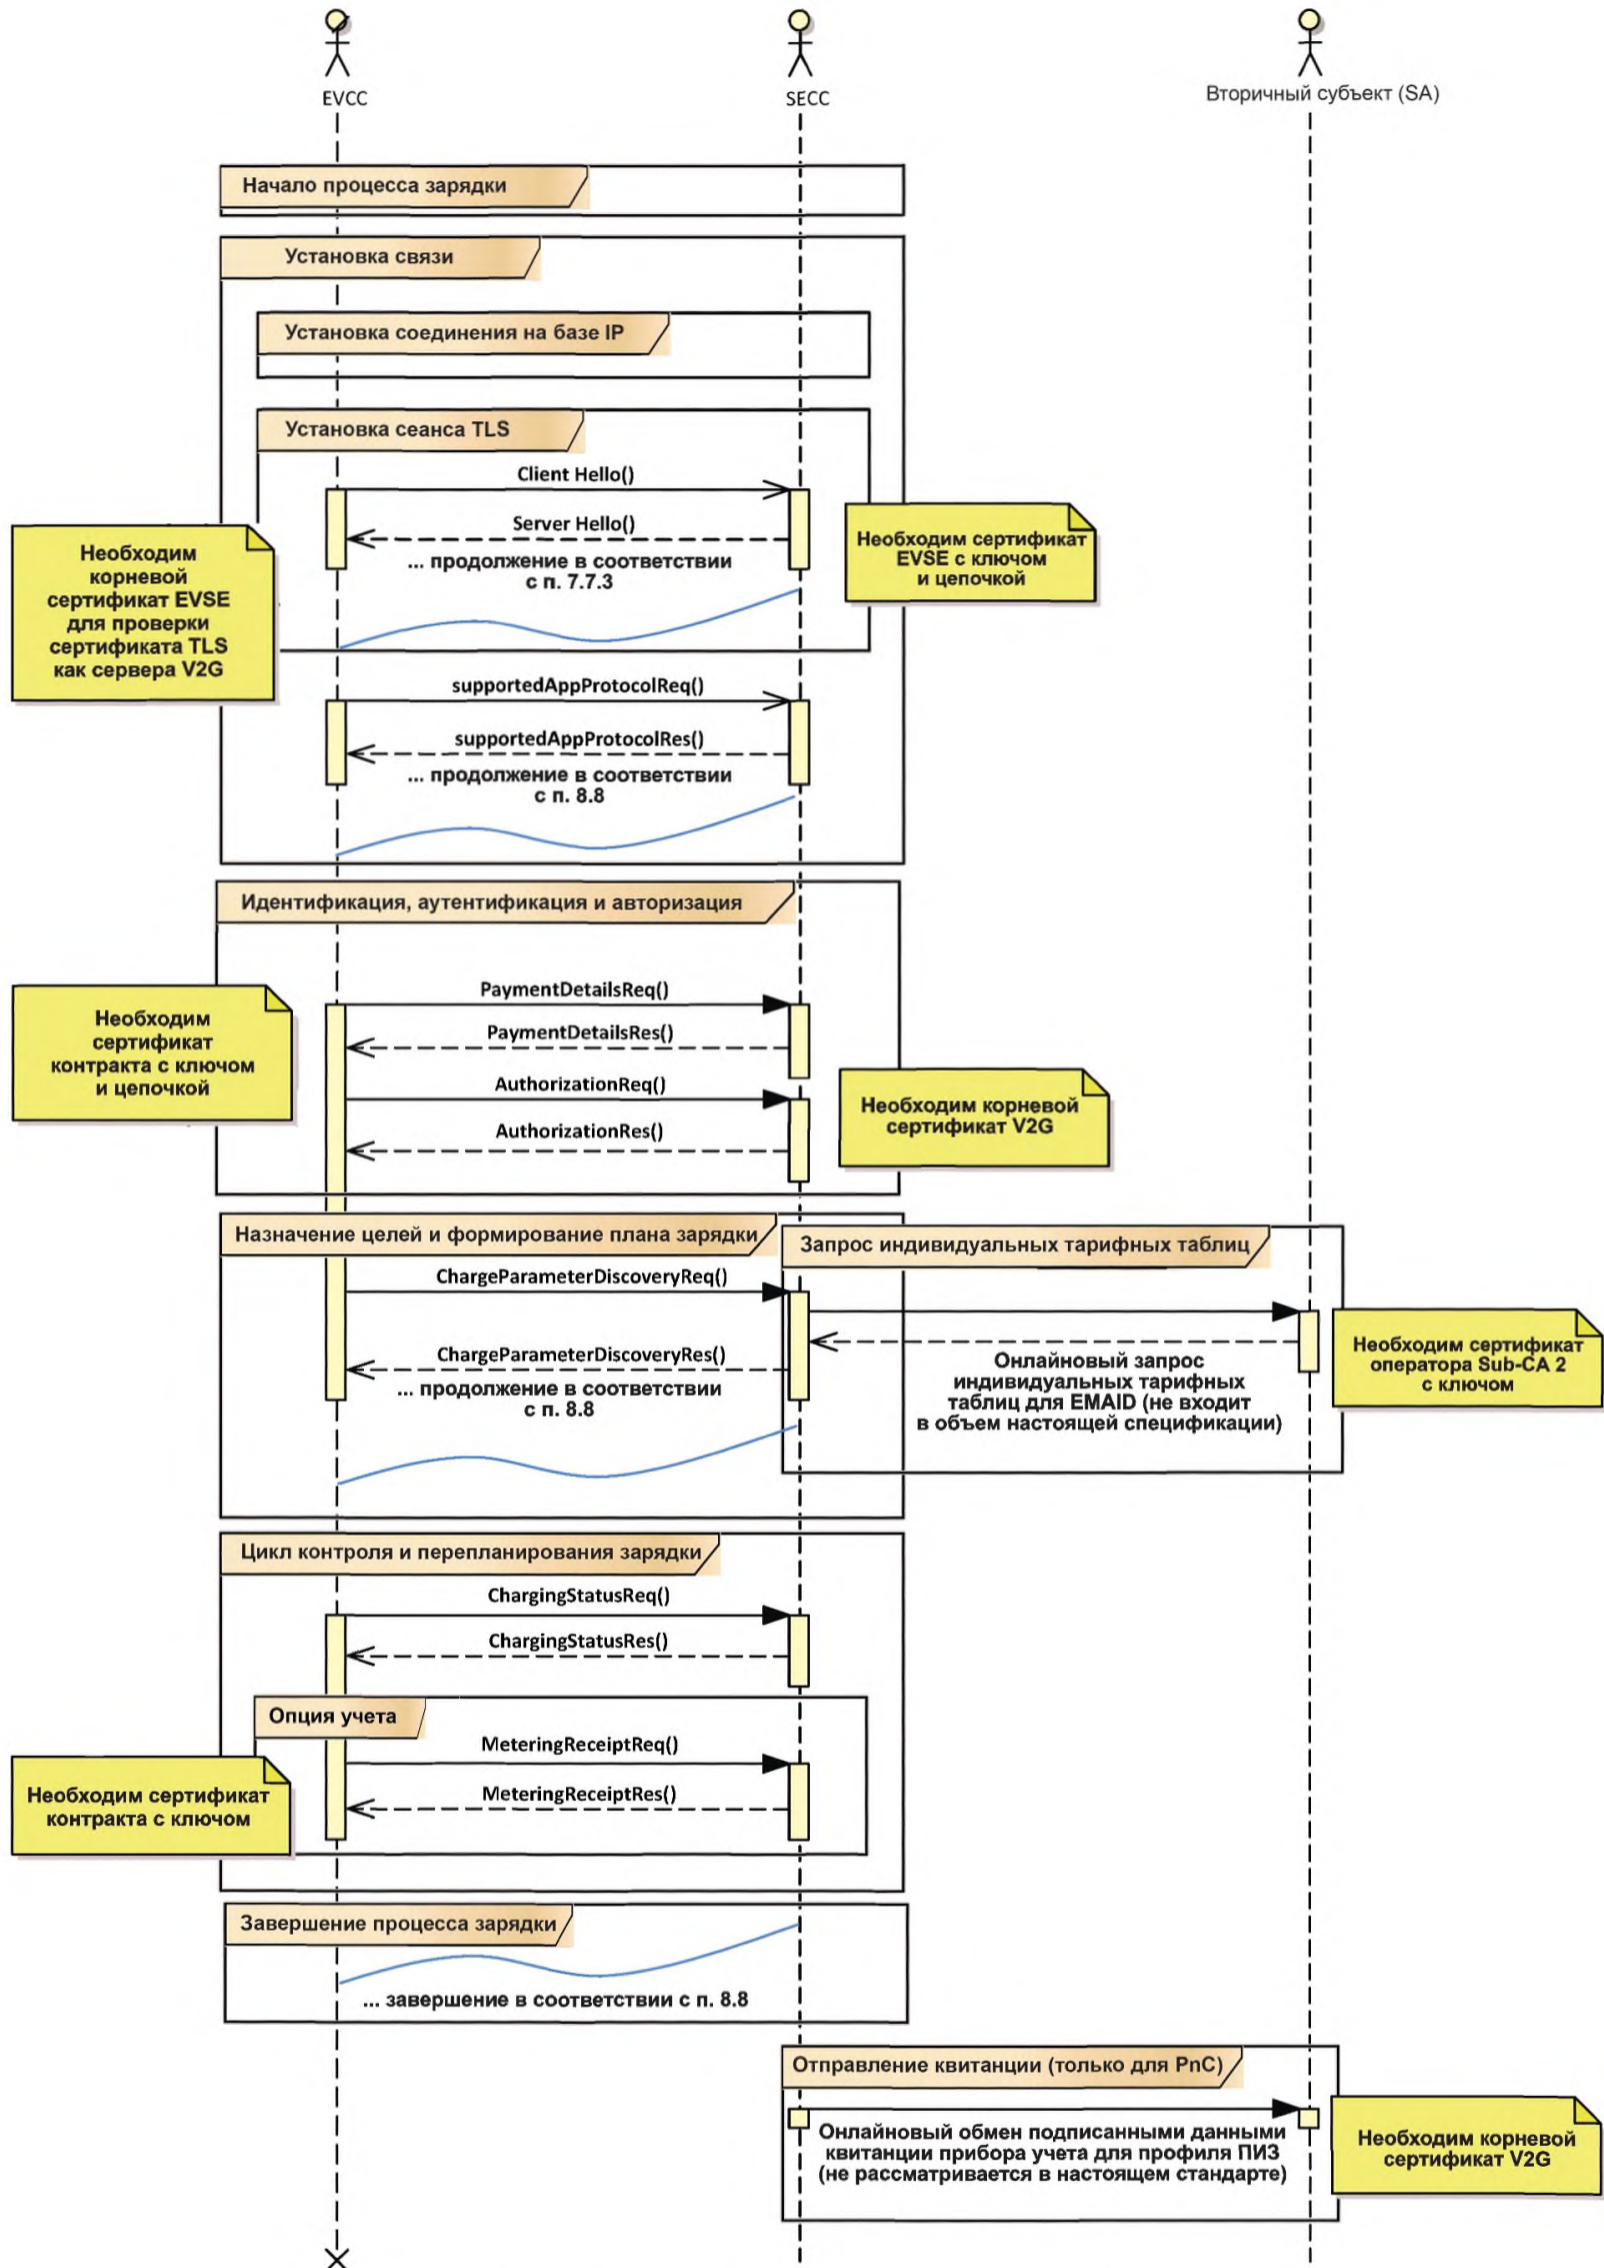 EVCC
SECC
Вторичный субъект (SA)
Начало процесса зарядки
Установка связи
Установка соединения на базе IP
Установка сеанса TLS
Client Hello()
Server Hello()
... продолжение в соответствии
с п. 7.7.3
Необходим
корневой
сертификат EVSE
для проверки
сертификата TLS
как сервера V2G
Необходим сертификат
EVSE с ключом
и цепочкой
supportedAppProtocolReq()
supportedAppProtocolRes()
... продолжение в соответствии
с п. 8.8
Идентификация, аутентификация и авторизация
Необходим
сертификат
контракта с ключом
и цепочкой
PaymentDetailsReq()
PaymentDetailsRes()
AuthorizationReq()
AuthorizationRes()
Необходим корневой
сертификат V2G
Назначение целей и формирование плана зарядки
Запрос индивидуальных тарифных таблиц
ChargeParameterDiscoveryReq()
ChargeParameterDiscoveryRes()
... продолжение в соответствии
с п. 8.8
Онлайновый запрос
индивидуальных тарифных
таблиц для EMAID (не входит
в объем настоящей спецификации)
Необходим сертификат
оператора Sub-CA 2
с ключом
Цикл контроля и перепланирования зарядки
ChargingStatusReq()
ChargingStatusRes()
Опция учета
MeteringReceiptReq()
MeteringReceiptRes()
Необходим сертификат
контракта с ключом
Завершение процесса зарядки
... завершение в соответствии с п. 8.8
Отправление квитанции (только для PnC)
Онлайновый обмен подписанными данными
квитанции прибора учета для профиля ПИЗ
(не рассматривается в настоящем стандарте)
Необходим корневой
сертификат V2G